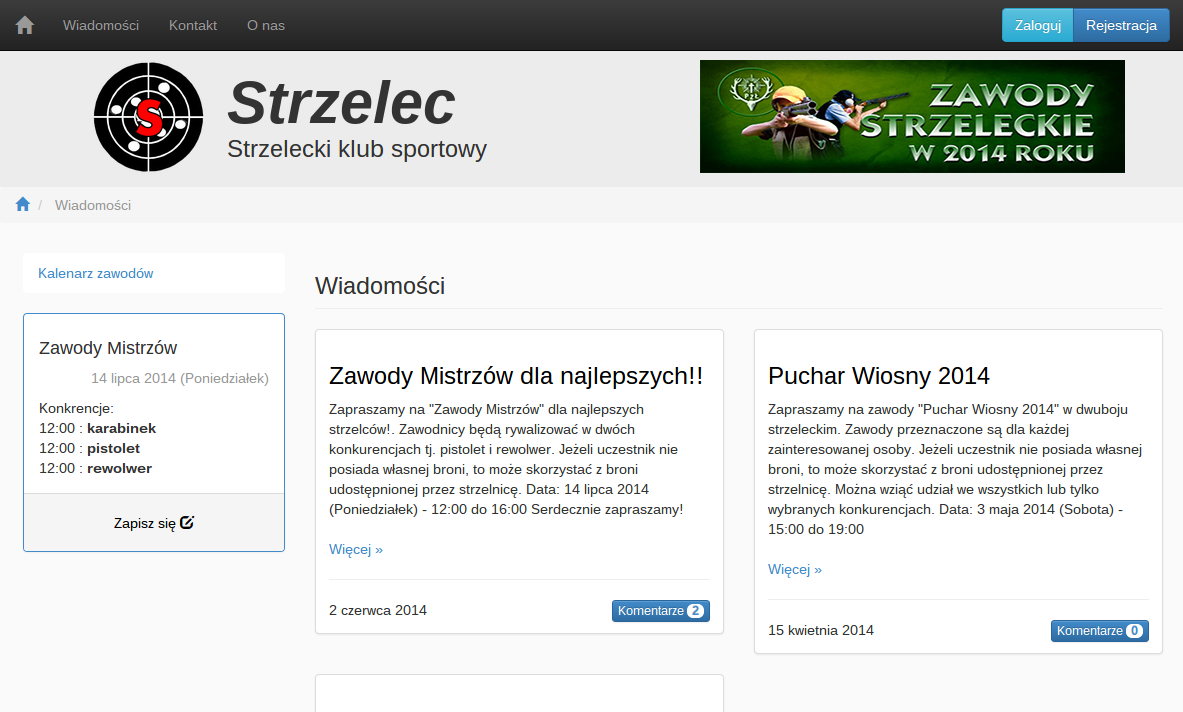 Wiadomości Kontakt O nas Zaloguj Rejestracja
S
Strzelec
Strzelecki klub sportowy
PZŁ
ZAWODY
STRZELECKIE
W 2014 ROKU
/ Wiadomości
Kalenarz zawodów
Zawody Mistrzów
14 lipca 2014 (Poniedziałek)
Konkrencje:
12:00 : karabinek
12:00 : pistolet
12:00 : rewolwer
Zapisz się
Wiadomości
Zawody Mistrzów dla najlepszych!!
Zapraszamy na "Zawody Mistrzów" dla najlepszych
strzelców!. Zawodnicy będą rywalizować w dwóch
konkurencjach tj. pistolet i rewolwer. Jeżeli uczestnik nie
posiada własnej broni, to może skorzystać z broni
udostępnionej przez strzelnicę. Data: 14 lipca 2014
(Poniedziałek) - 12:00 do 16:00 Serdecznie zapraszamy!
Więcej »
2 czerwca 2014 Komentarze 2
Puchar Wiosny 2014
Zapraszamy na zawody "Puchar Wiosny 2014" w dwuboju
strzeleckim. Zawody przeznaczone są dla każdej
zainteresowanej osoby. Jeżeli uczestnik nie posiada własnej
broni, to może skorzystać z broni udostępnionej przez
strzelnicę. Można wziąć udział we wszystkich lub tylko
wybranych konkurencjach. Data: 3 maja 2014 (Sobota) -
15:00 do 19:00
Więcej »
15 kwietnia 2014 Komentarze 0